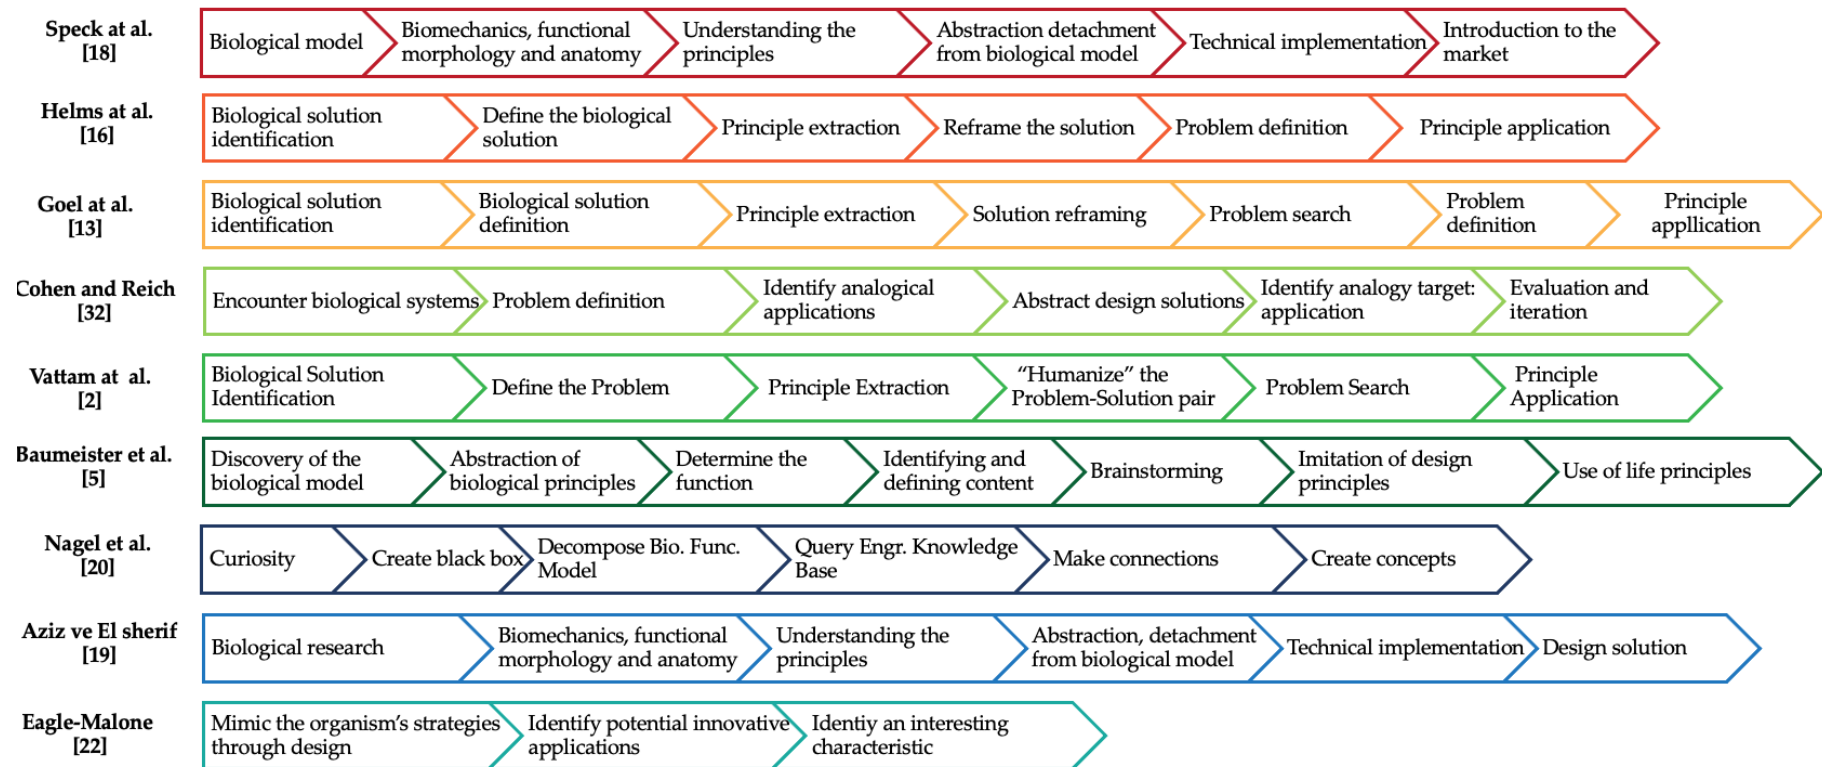 Speck at al.
[18]
Biological model
Biomechanics, functional
morphology and anatomy
Understanding the
principles
Abstraction detachment
from biological model
Technical implementation
Introduction to the
market
Helms at al.
[16]
Biological solution
identification
Define the biological
solution
Principle extraction
Reframe the solution
Problem definition
Principle application
Goel at al.
[13]
Biological solution
identification
Biological solution
definition
Principle extraction
Solution reframing
Problem search
Problem
definition
Principle
appllication
Cohen and Reich
[32]
Encounter biological systems
Problem definition
Identify analogical
applications
Abstract design solutions
Identify analogy target:
application
Evaluation and
iteration
Vattam at al.
[2]
Biological Solution
Identification
Define the Problem
Principle Extraction
“Humanize” the
Problem-Solution pair
Problem Search
Principle
Application
Baumeister et al.
[5]
Discovery of the
biological model
Abstraction of
biological principles
Determine the
function
Identifying and
defining content
Brainstorming
Imitation of design
principles
Use of life principles
Nagel et al.
[20]
Curiosity
Create black box
Decompose Bio. Func.
Model
Query Engr. Knowledge
Base
Make connections
Create concepts
Aziz ve El sherif
[19]
Biological research
Biomechanics, functional
morphology and anatomy
Understanding the
principles
Abstraction, detachment
from biological model
Technical implementation
Design solution
Eagle-Malone
[22]
Mimic the organism’s strategies
through design
Identify potential innovative
applications
Identiy an interesting
characteristic